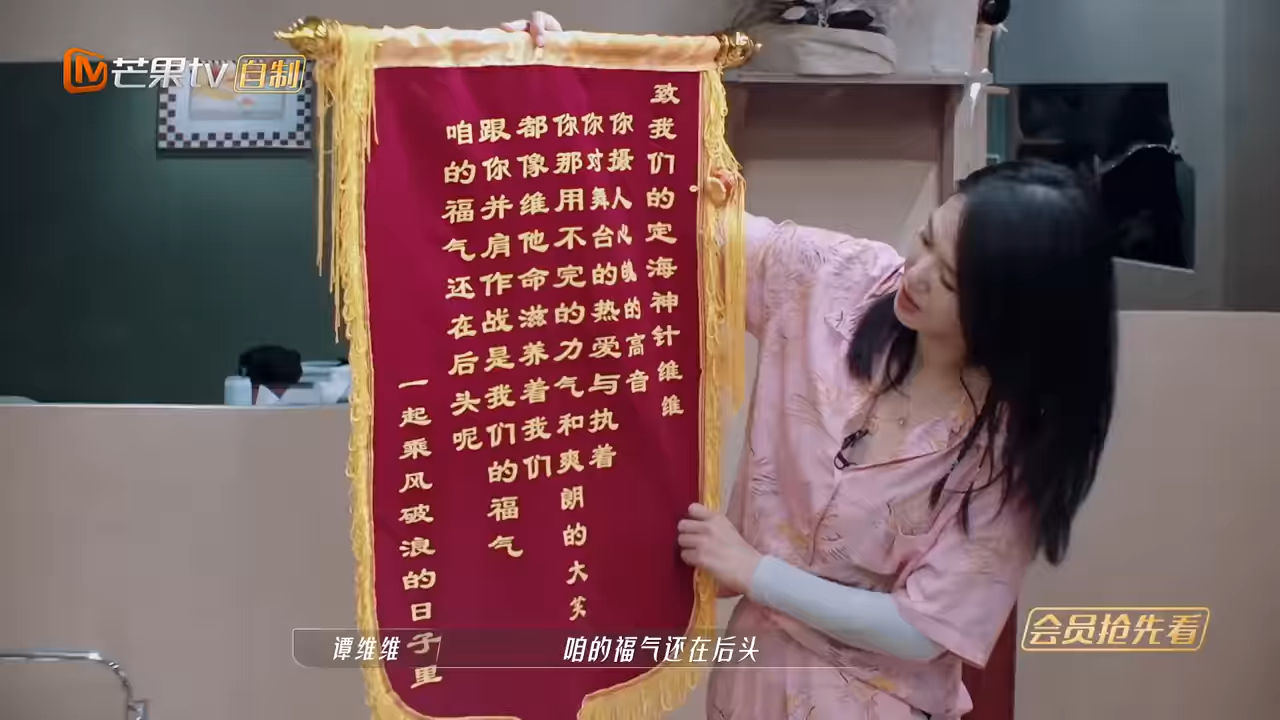 芒果tv 自制
致我们的定海神针维维
你摄人心魄的高音
你对舞台的热爱与执着
你那用不完的力气和爽朗的大笑
都像维他命滋养着我们
跟你并肩作战是我们的福气
咱的福气还在后头呢
一起乘风破浪的日子里
谭维维
咱的福气还在后头
会员抢先看